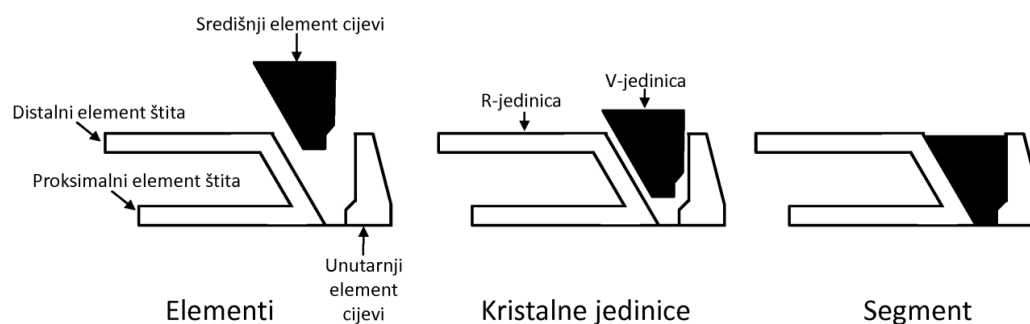 Središnji element cijevi
Distalni element štita
Proksimalni element štita
Unutarnji
element
cijevi
Elementi
R-jedinica
V-jedinica
Kristalne jedinice
Segment